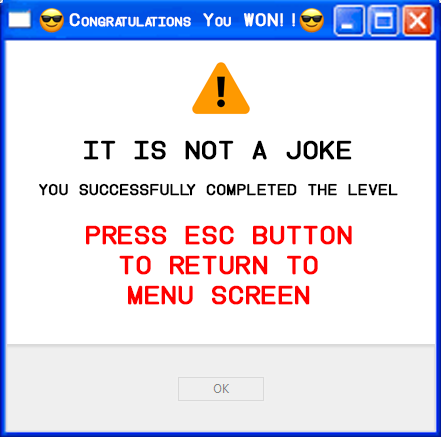 😎 Congratulations You WON!!😎
!
IT IS NOT A JOKE
YOU SUCCESSFULLY COMPLETED THE LEVEL
PRESS ESC BUTTON
TO RETURN TO
MENU SCREEN
OK